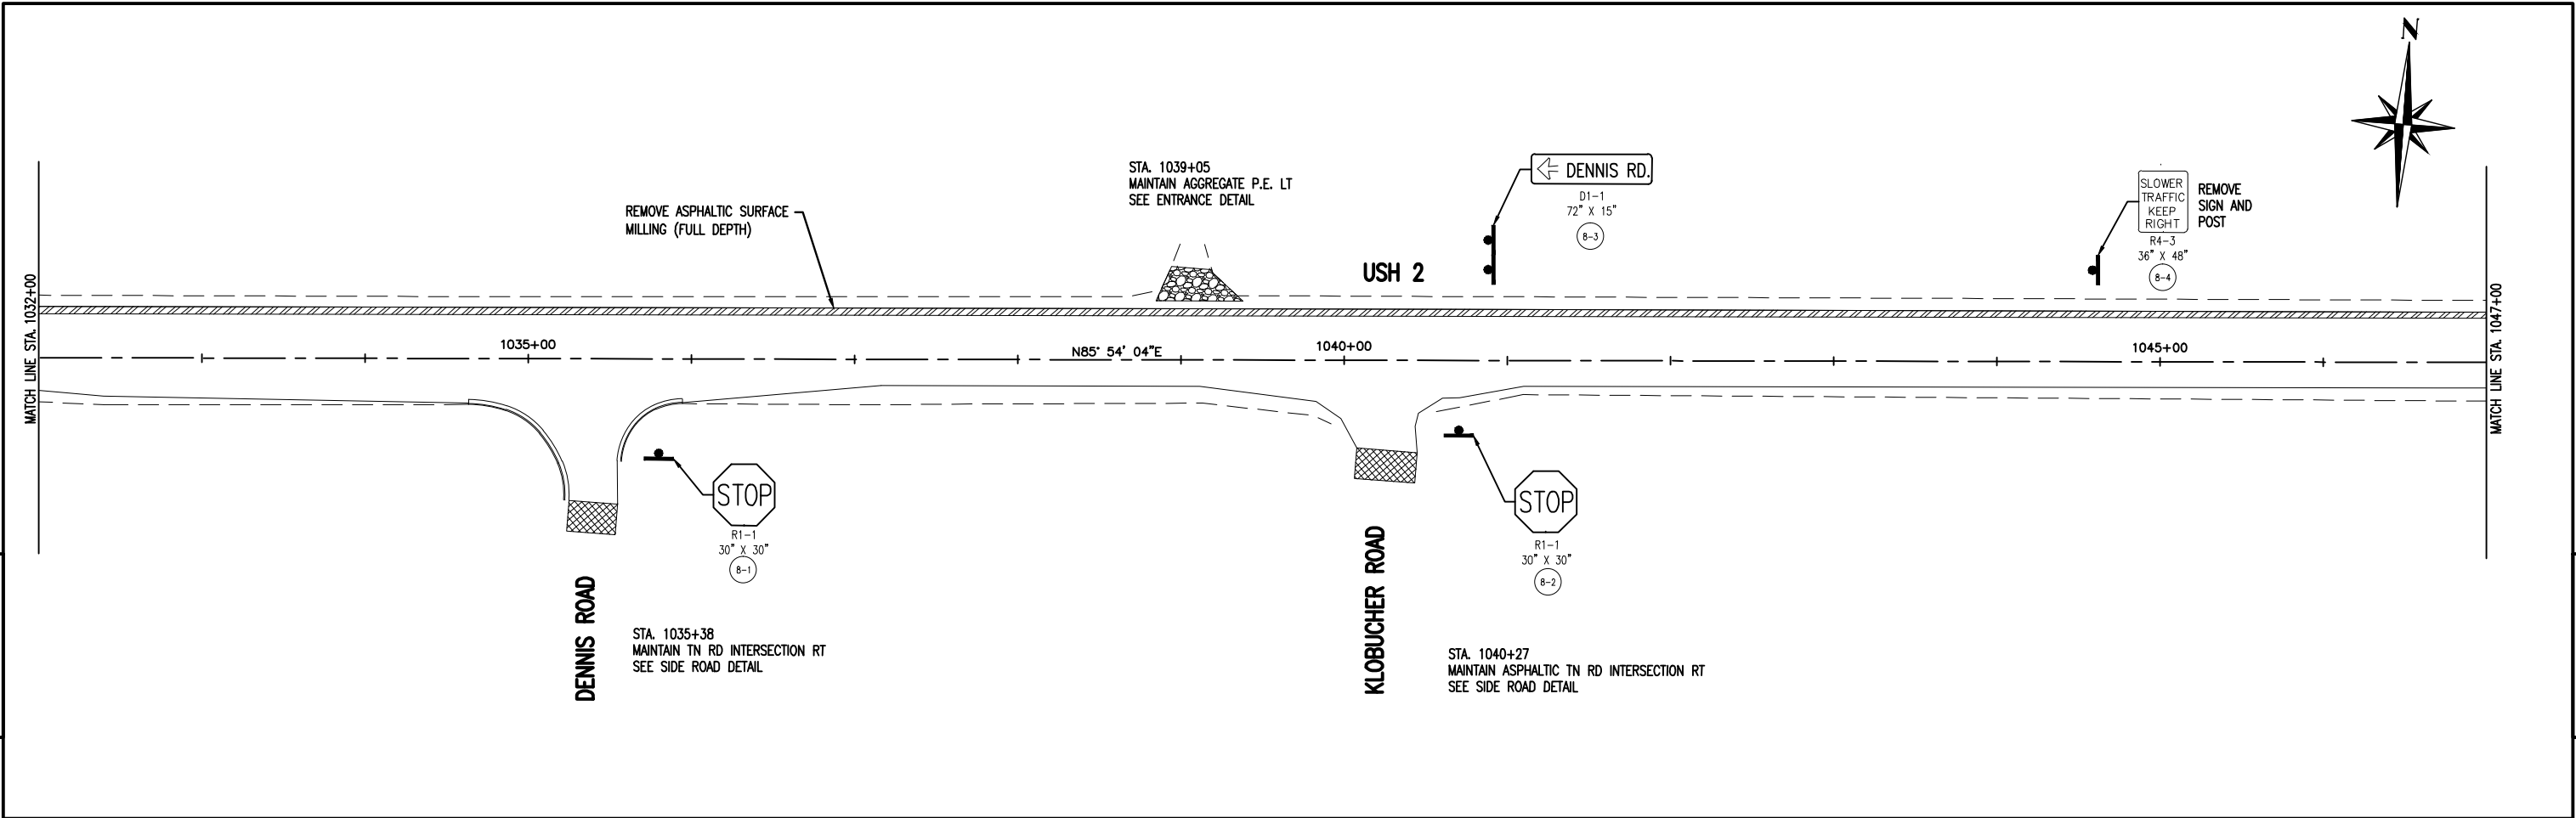 N
STA. 1039+05
MAINTAIN AGGREGATE P.E. LT
SEE ENTRANCE DETAIL
DENNIS RD.
D1-1
72" X 15"
8-3
SLOWER
TRAFFIC
KEEP
RIGHT
R4-3
36" X 48"
8-4
REMOVE
SIGN AND
POST
REMOVE ASPHALTIC SURFACE
MILLING (FULL DEPTH)
USH 2
MATCH LINE STA. 1032+00
1035+00
N85° 54' 04"E
1040+00
1045+00
MATCH LINE STA. 1047+00
STOP
R1-1
30" X 30"
8-1
STOP
R1-1
30" X 30"
8-2
DENNIS ROAD
STA. 1035+38
MAINTAIN TN RD INTERSECTION RT
SEE SIDE ROAD DETAIL
KLOBUCHER ROAD
STA. 1040+27
MAINTAIN ASPHALTIC TN RD INTERSECTION RT
SEE SIDE ROAD DETAIL